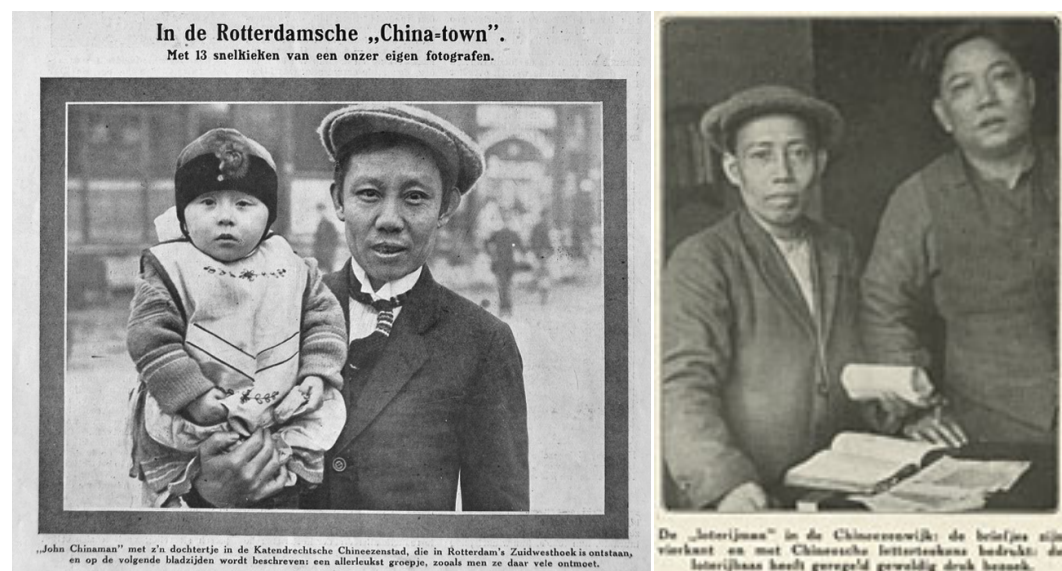 In de Rotterdamsche „China=town”.
Met 13 snelkieken van een onzer eigen fotografen.
„John Chinaman” met z'n dochtertje in de Katendrechtsche Chineezenstad, die in Rotterdam's Zuidwesthoek is ontstaan,
en op de volgende bladzijden wordt beschreven: een allerleukst groepje, zooals men ze daar vele ontmoet.
De „loterijman” in de Chineezenwijk: de briefjes zijn
vierkant en met Chineesche letterteekens bedrukt: de
loterijbaas heeft geregeld geweldig druk bezoek.